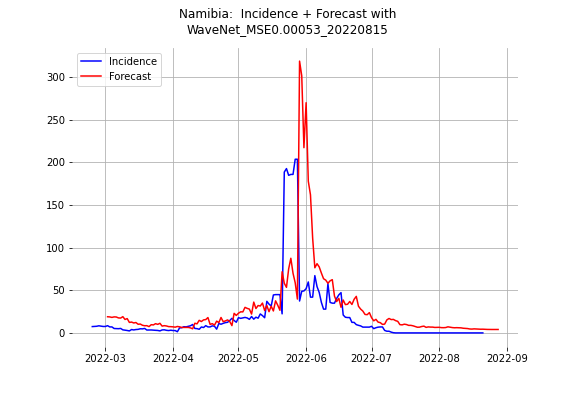 Namibia:  Incidence + Forecast with
WaveNet_MSE0.00053_20220815
Incidence
Forecast
300
250
200
150
100
50
0
2022-03 2022-04 2022-05 2022-06 2022-07 2022-08 2022-09